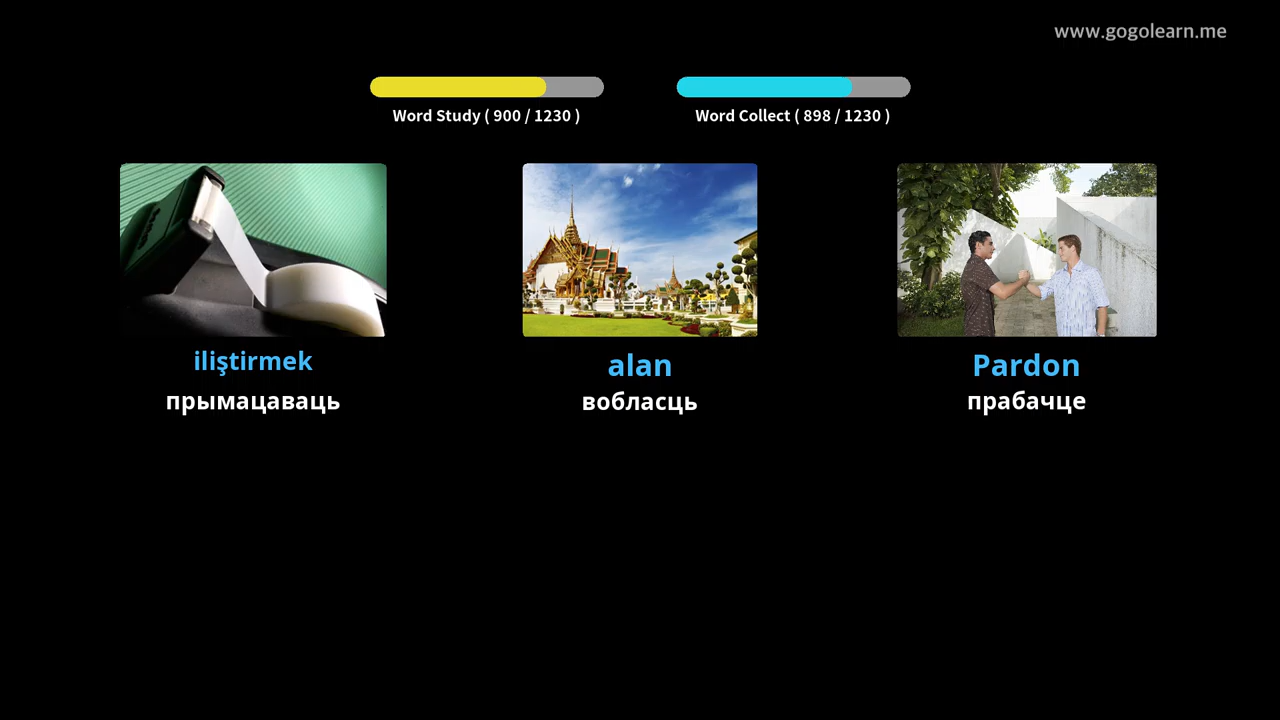 www.gogolearn.me
Word Study ( 900 / 1230 )
Word Collect ( 898 / 1230 )
iliştirmek
alan
Pardon
прымацаваць
вобласць
прабачце